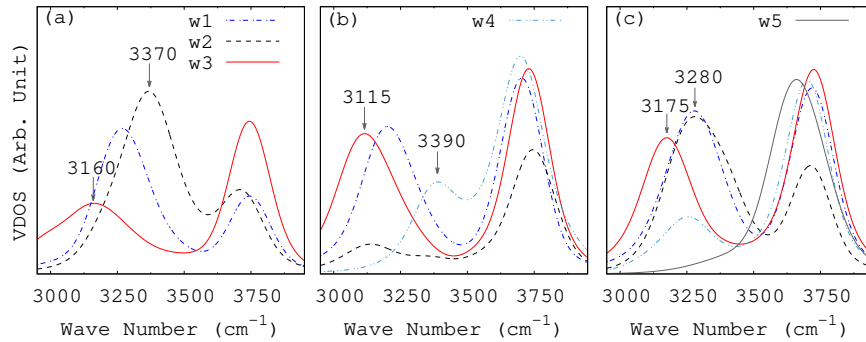 (a) w1
w2
w3
3370
3160
(b) w4
3115
3390
(c) w5
3280
3175
VDOS (Arb. Unit)
3000 3250 3500 3750
3000 3250 3500 3750
3000 3250 3500 3750
Wave Number (cm⁻¹)
Wave Number (cm⁻¹)
Wave Number (cm⁻¹)